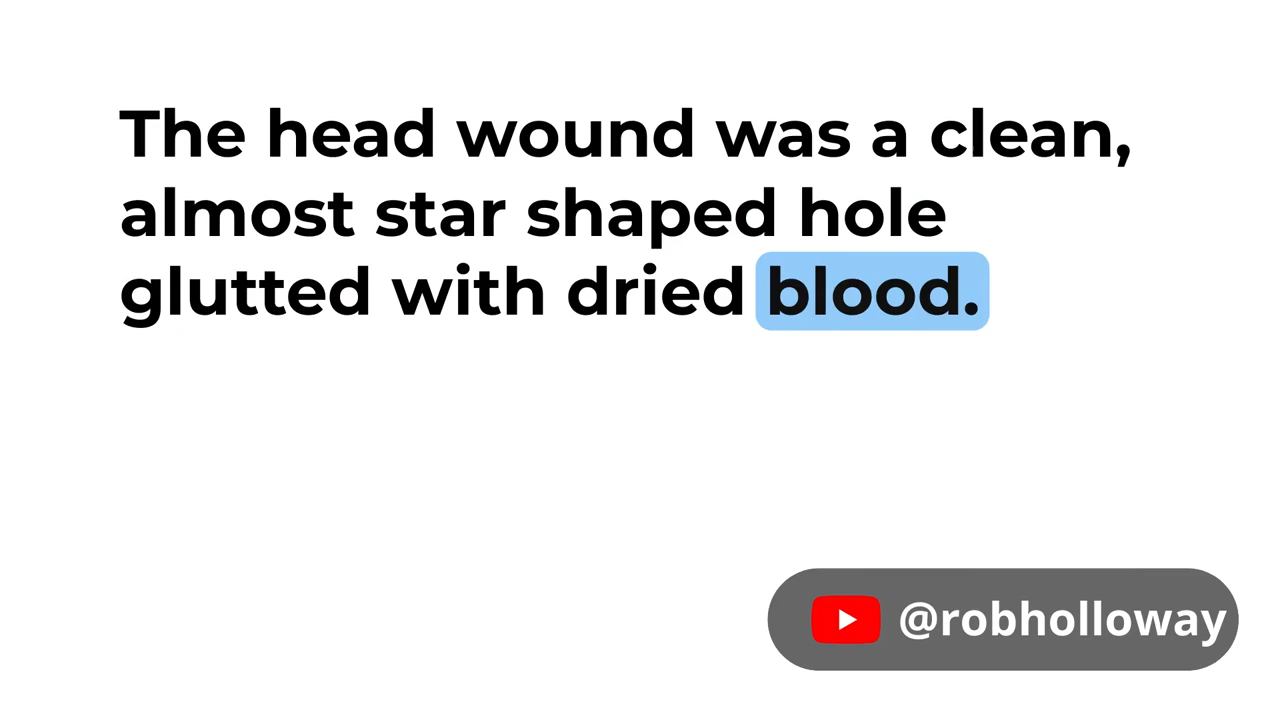 The head wound was a clean,
almost star shaped hole
glutted with dried blood.
@robholloway